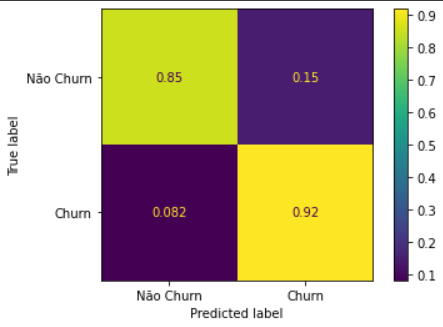 Não Churn
0.85
0.15
Churn
0.082
0.92
Não Churn
Churn
Predicted label
True label
0.9
0.8
0.7
0.6
0.5
0.4
0.3
0.2
0.1